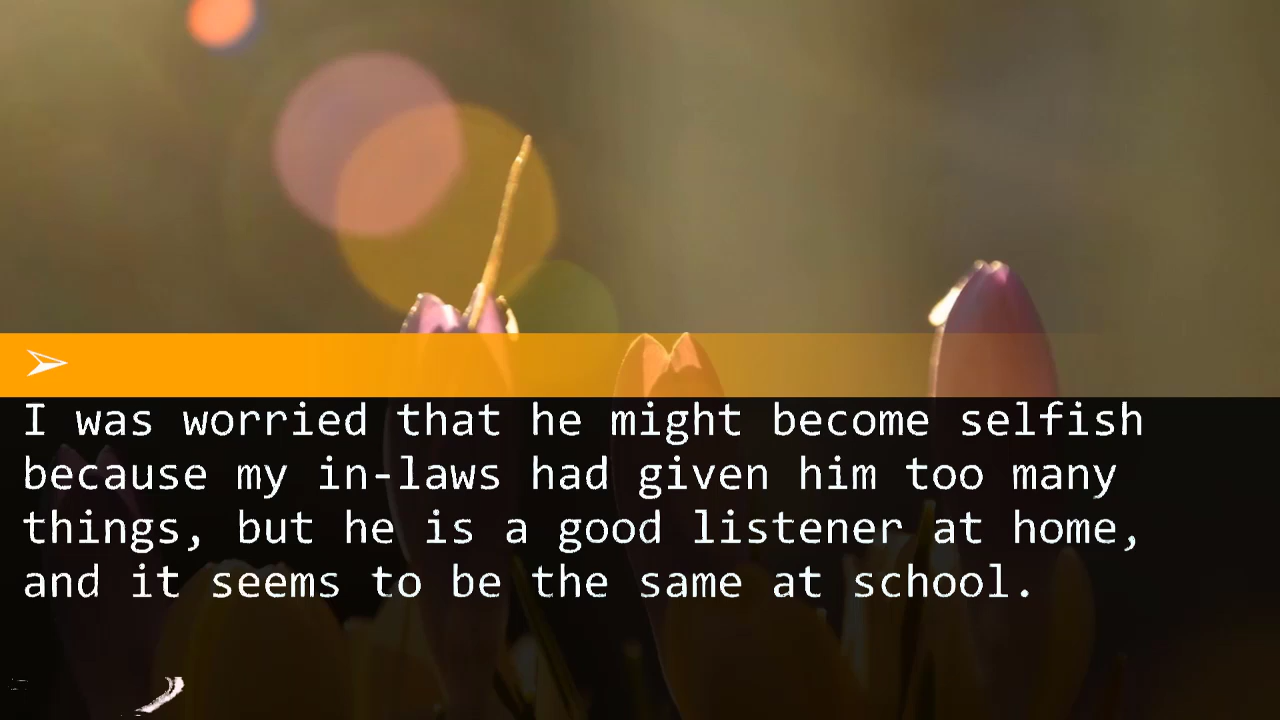 I was worried that he might become selfish
because my in-laws had given him too many
things, but he is a good listener at home,
and it seems to be the same at school.